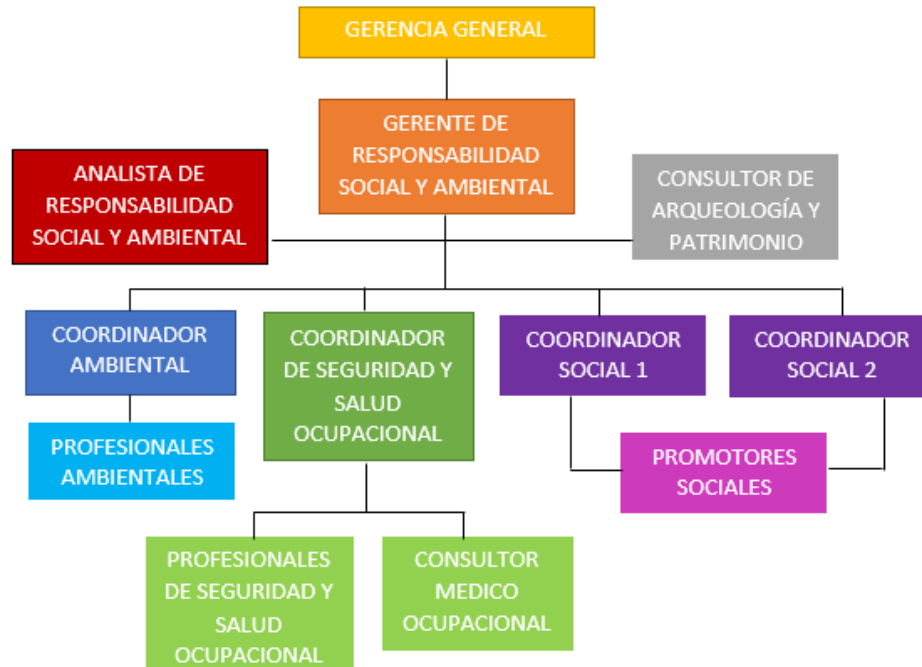 GERENCIA GENERAL
GERENTE DE
RESPONSABILIDAD
SOCIAL Y AMBIENTAL
ANALISTA DE
RESPONSABILIDAD
SOCIAL Y AMBIENTAL
CONSULTOR DE
ARQUEOLOGÍA Y
PATRIMONIO
COORDINADOR
AMBIENTAL
COORDINADOR
DE SEGURIDAD Y
SALUD
OCUPACIONAL
COORDINADOR
SOCIAL 1
COORDINADOR
SOCIAL 2
PROFESIONALES
AMBIENTALES
PROMOTORES
SOCIALES
PROFESIONALES
DE SEGURIDAD Y
SALUD
OCUPACIONAL
CONSULTOR
MEDICO
OCUPACIONAL